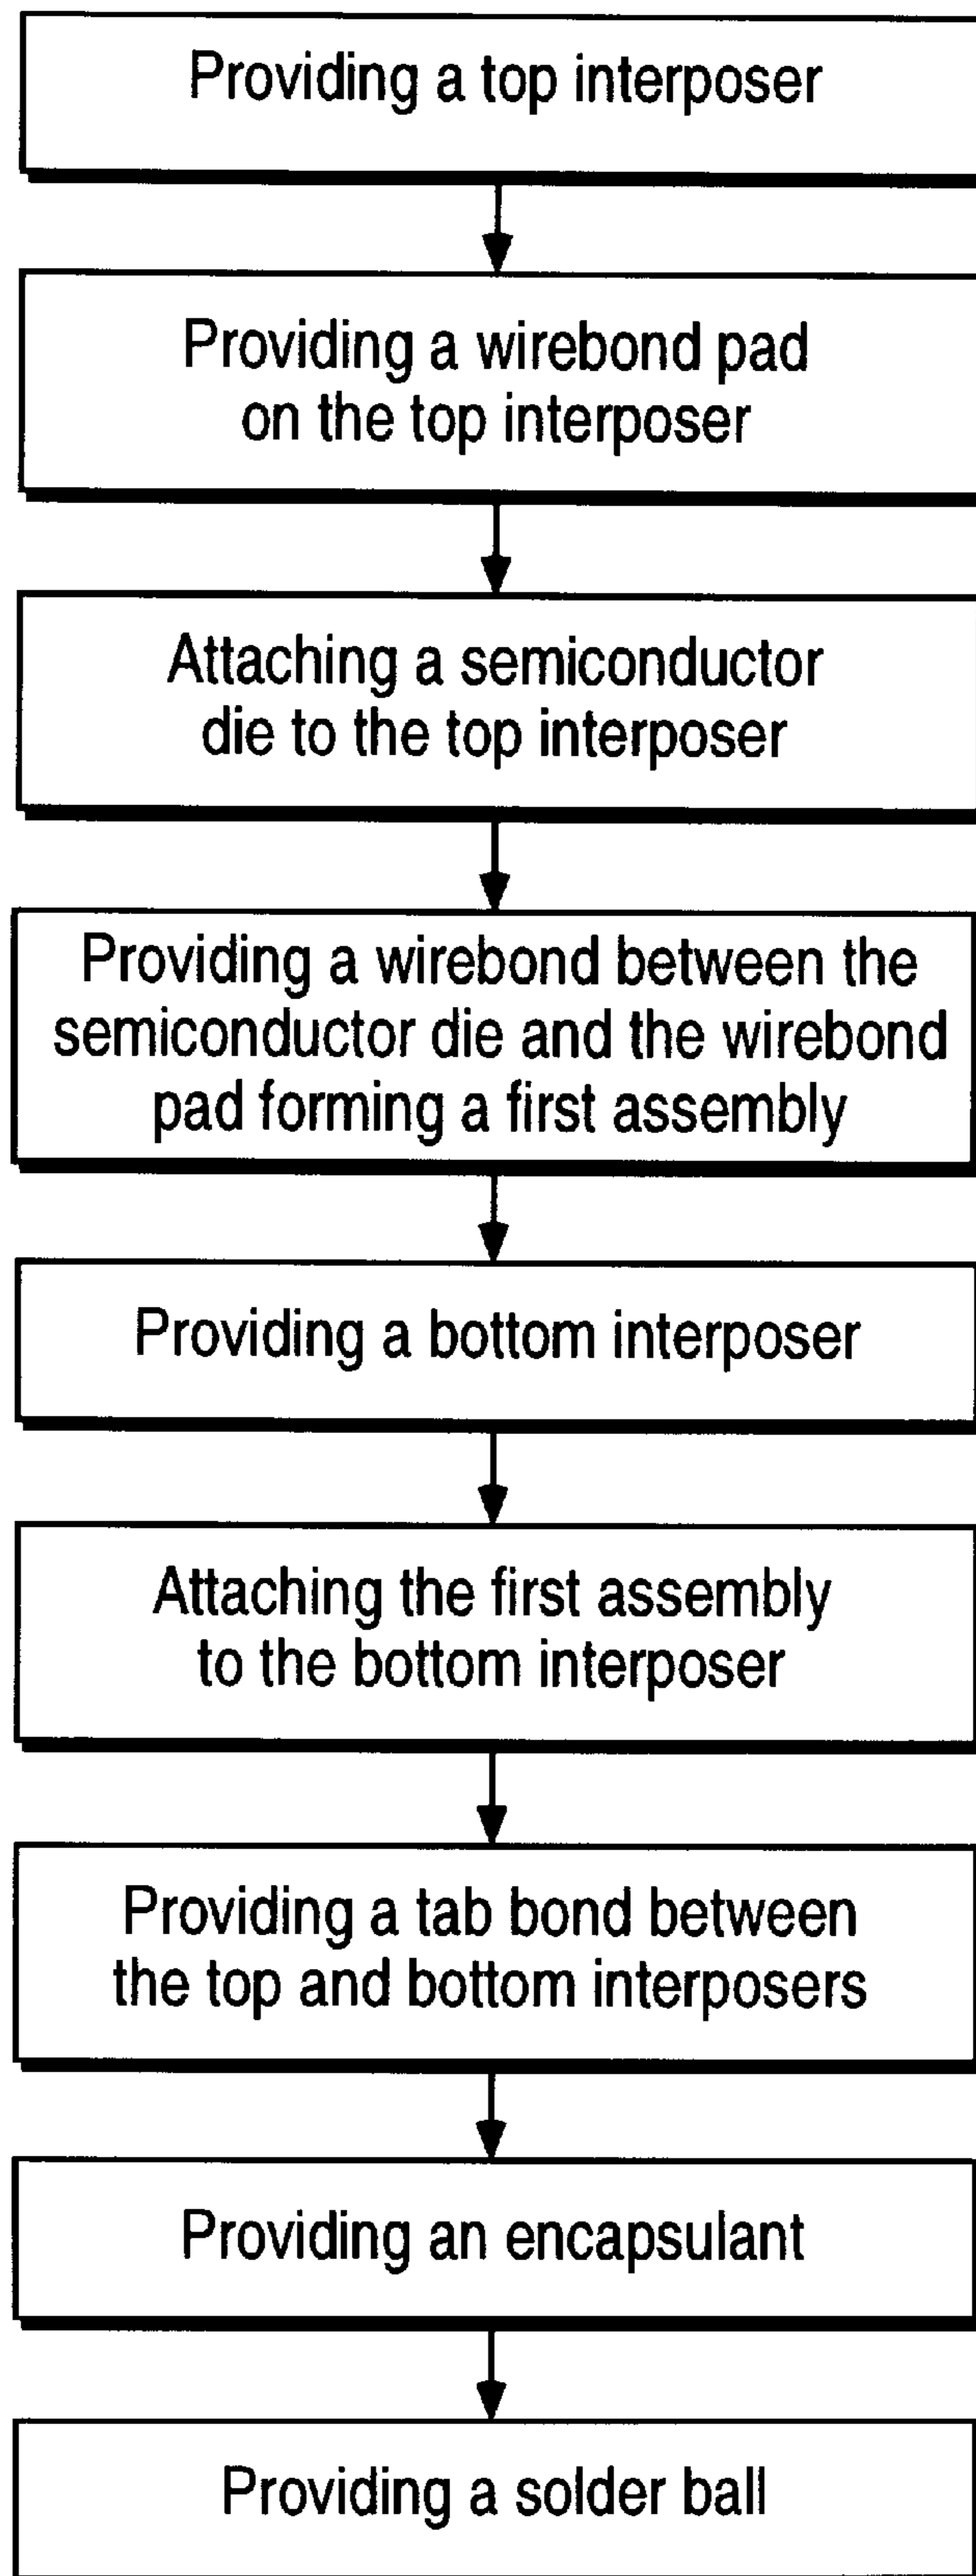 Providing a top interposer
Providing a wirebond pad
on the top interposer
Attaching a semiconductor
die to the top interposer
Providing a wirebond between the
semiconductor die and the wirebond
pad forming a first assembly
Providing a bottom interposer
Attaching the first assembly
to the bottom interposer
Providing a tab bond between
the top and bottom interposers
Providing an encapsulant
Providing a solder ball